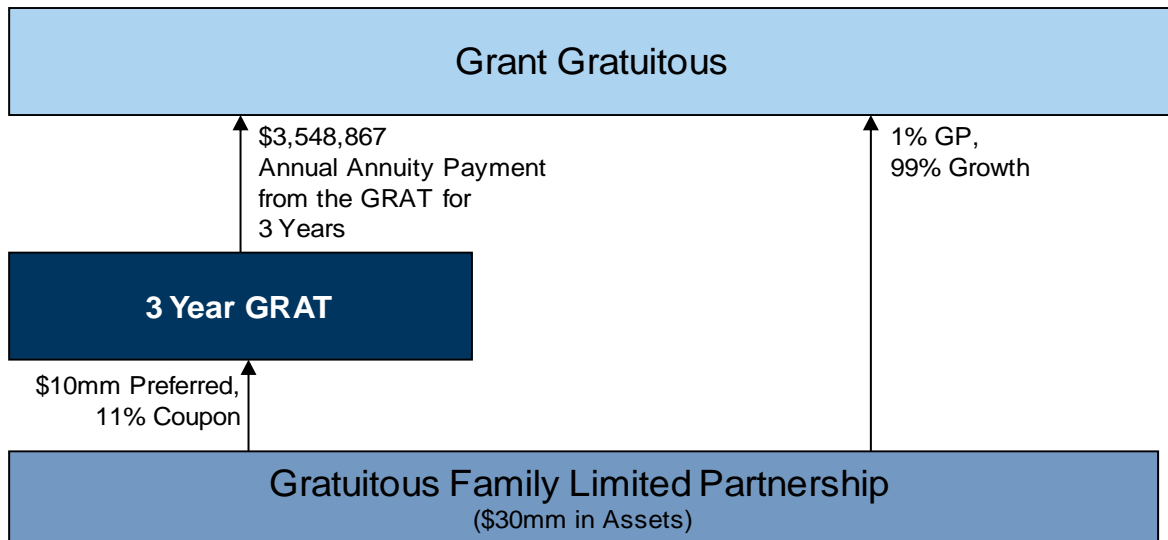 Grant Gratuitous
$3,548,867
Annual Annuity Payment
from the GRAT for
3 Years
1% GP,
99% Growth
3 Year GRAT
$10mm Preferred,
11% Coupon
Gratuitous Family Limited Partnership
($30mm in Assets)